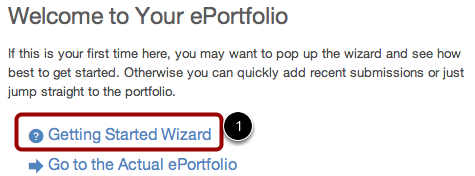 Welcome to Your ePortfolio
If this is your first time here, you may want to pop up the wizard and see how
best to get started. Otherwise you can quickly add recent submissions or just
jump straight to the portfolio.
? Getting Started Wizard 1
Go to the Actual ePortfolio